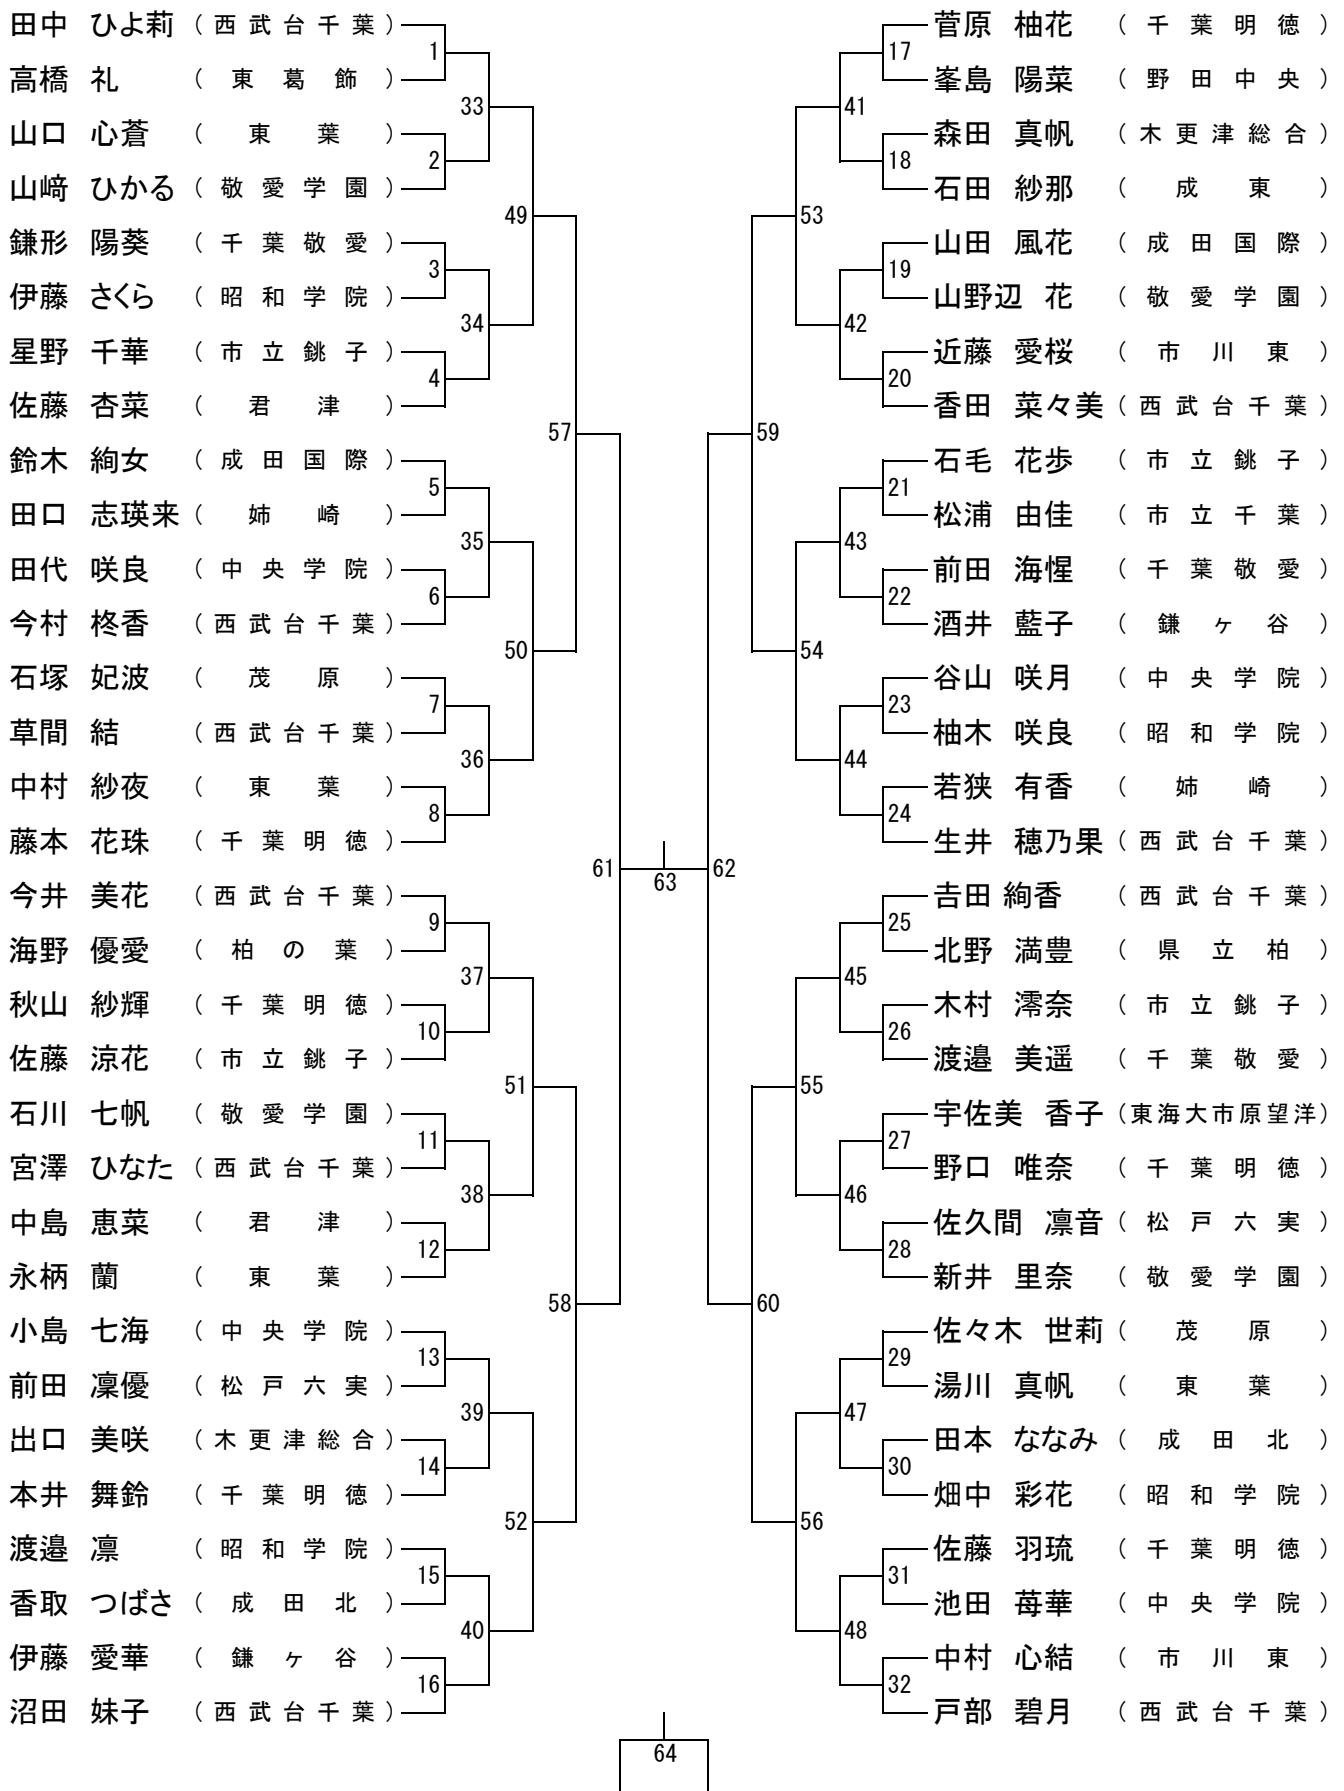 田中 ひよ莉 (西武台千葉)
1
高橋 礼 (東葛飾)
33
山口 心蒼 (東葉)
2
山﨑 ひかる (敬愛学園)
49
鎌形 陽葵 (千葉敬愛)
3
伊藤 さくら (昭和学院)
34
星野 千華 (市立銚子)
4
佐藤 杏菜 (君津)
57
鈴木 絢女 (成田国際)
5
田口 志瑛来 (姉崎)
35
田代 咲良 (中央学院)
6
今村 柊香 (西武台千葉)
50
石塚 妃波 (茂原)
7
草間 結 (西武台千葉)
36
中村 紗夜 (東葉)
8
藤本 花珠 (千葉明徳)
61
今井 美花 (西武台千葉)
9
海野 優愛 (柏の葉)
37
秋山 紗輝 (千葉明徳)
10
佐藤 涼花 (市立銚子)
51
石川 七帆 (敬愛学園)
11
宮澤 ひなた (西武台千葉)
38
中島 恵菜 (君津)
12
永柄 蘭 (東葉)
58
小島 七海 (中央学院)
13
前田 凜優 (松戸六実)
39
出口 美咲 (木更津総合)
14
本井 舞鈴 (千葉明徳)
52
渡邉 凛 (昭和学院)
15
香取 つばさ (成田北)
40
伊藤 愛華 (鎌ヶ谷)
16
沼田 妹子 (西武台千葉)
63
64
菅原 柚花 (千葉明徳)
17
峯島 陽菜 (野田中央)
41
森田 真帆 (木更津総合)
18
石田 紗那 (成東)
53
山田 風花 (成田国際)
19
山野辺 花 (敬愛学園)
42
近藤 愛桜 (市川東)
20
香田 菜々美 (西武台千葉)
59
石毛 花歩 (市立銚子)
21
松浦 由佳 (市立千葉)
43
前田 海惺 (千葉敬愛)
22
酒井 藍子 (鎌ヶ谷)
54
谷山 咲月 (中央学院)
23
柚木 咲良 (昭和学院)
44
若狭 有香 (姉崎)
24
生井 穂乃果 (西武台千葉)
62
吉田 絢香 (西武台千葉)
25
北野 満豊 (県立柏)
45
木村 澪奈 (市立銚子)
26
渡邉 美遥 (千葉敬愛)
55
宇佐美 香子 (東海大市原望洋)
27
野口 唯奈 (千葉明徳)
46
佐久間 凛音 (松戸六実)
28
新井 里奈 (敬愛学園)
60
佐々木 世莉 (茂原)
29
湯川 真帆 (東葉)
47
田本 ななみ (成田北)
30
畑中 彩花 (昭和学院)
56
佐藤 羽琉 (千葉明徳)
31
池田 苺華 (中央学院)
48
中村 心結 (市川東)
32
戸部 碧月 (西武台千葉)